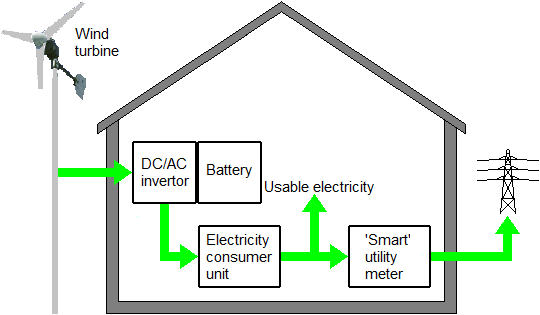 Wind
turbine
DC/AC
invertor
Battery
Usable electricity
Electricity
consumer
unit
'Smart'
utility
meter